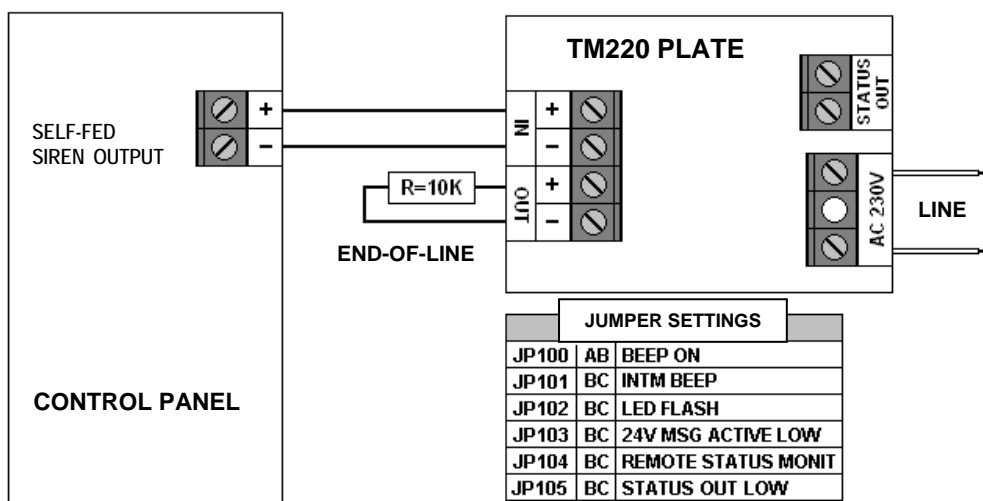 TM220 PLATE
STATUS
OUT
SELF-FED
SIREN OUTPUT
+
−
IN
+
−
OUT
+
−
R=10K
END-OF-LINE
AC 230V
LINE
CONTROL PANEL
JUMPER SETTINGS
JP100 AB BEEP ON
JP101 BC INTM BEEP
JP102 BC LED FLASH
JP103 BC 24V MSG ACTIVE LOW
JP104 BC REMOTE STATUS MONIT
JP105 BC STATUS OUT LOW